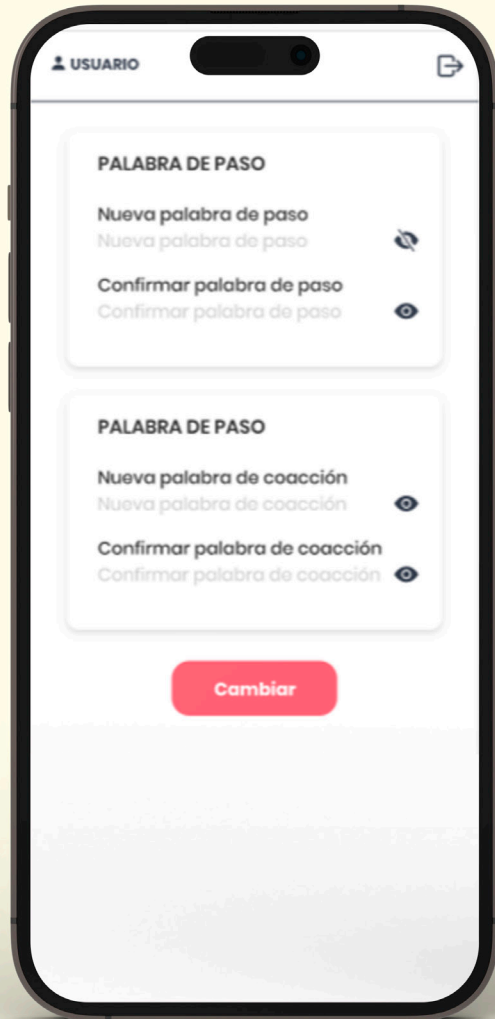 USUARIO
PALABRA DE PASO
Nueva palabra de paso
Nueva palabra de paso
Confirmar palabra de paso
Confirmar palabra de paso
PALABRA DE PASO
Nueva palabra de coacción
Nueva palabra de coacción
Confirmar palabra de coacción
Confirmar palabra de coacción
Cambiar